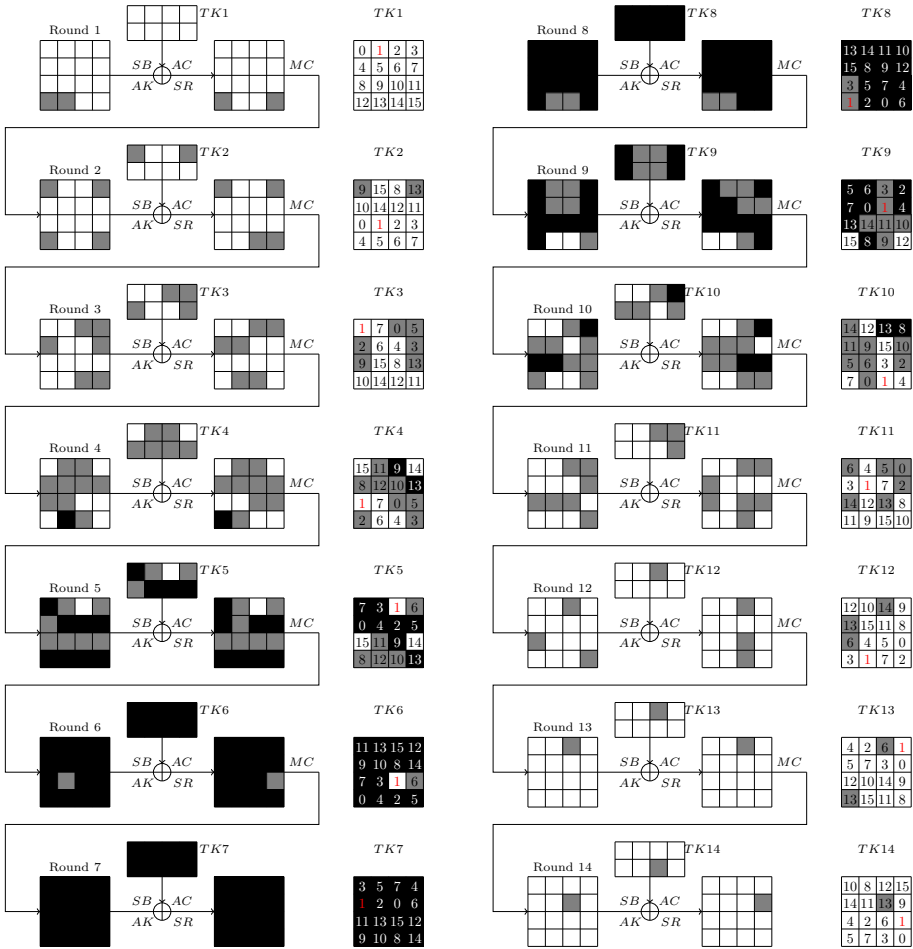 TK1 TK1
Round 1
0 1 2 3
SB AC MC 4 5 6 7
AK SR 8 9 10 11
12 13 14 15
TK2 TK2
Round 2
9 15 8 13
SB AC MC 10 14 12 11
AK SR 0 1 2 3
4 5 6 7
TK3 TK3
Round 3
1 7 0 5
SB AC MC 2 6 4 3
AK SR 9 15 8 13
10 14 12 11
TK4 TK4
Round 4
15 11 9 14
SB AC MC 8 12 10 13
AK SR 1 7 0 5
2 6 4 3
TK5 TK5
Round 5
7 3 1 6
SB AC MC 0 4 2 5
AK SR 15 11 9 14
8 12 10 13
TK6 TK6
Round 6
11 13 15 12
SB AC MC 9 10 8 14
AK SR 7 3 1 6
0 4 2 5
TK7 TK7
Round 7
3 5 7 4
SB AC 1 2 0 6
AK SR 11 13 15 12
9 10 8 14
TK8 TK8
Round 8
13 14 11 10
SB AC MC 15 8 9 12
AK SR 3 5 7 4
1 2 0 6
TK9 TK9
Round 9
5 6 3 2
SB AC MC 7 0 1 4
AK SR 13 14 11 10
15 8 9 12
TK10 TK10
Round 10
14 12 13 8
SB AC MC 11 9 15 10
AK SR 5 6 3 2
7 0 1 4
TK11 TK11
Round 11
6 4 5 0
SB AC MC 3 1 7 2
AK SR 14 12 13 8
11 9 15 10
TK12 TK12
Round 12
12 10 14 9
SB AC MC 13 15 11 8
AK SR 6 4 5 0
3 1 7 2
TK13 TK13
Round 13
4 2 6 1
SB AC MC 5 7 3 0
AK SR 12 10 14 9
13 15 11 8
TK14 TK14
Round 14
10 8 12 15
SB AC 14 11 13 9
AK SR 4 2 6 1
5 7 3 0